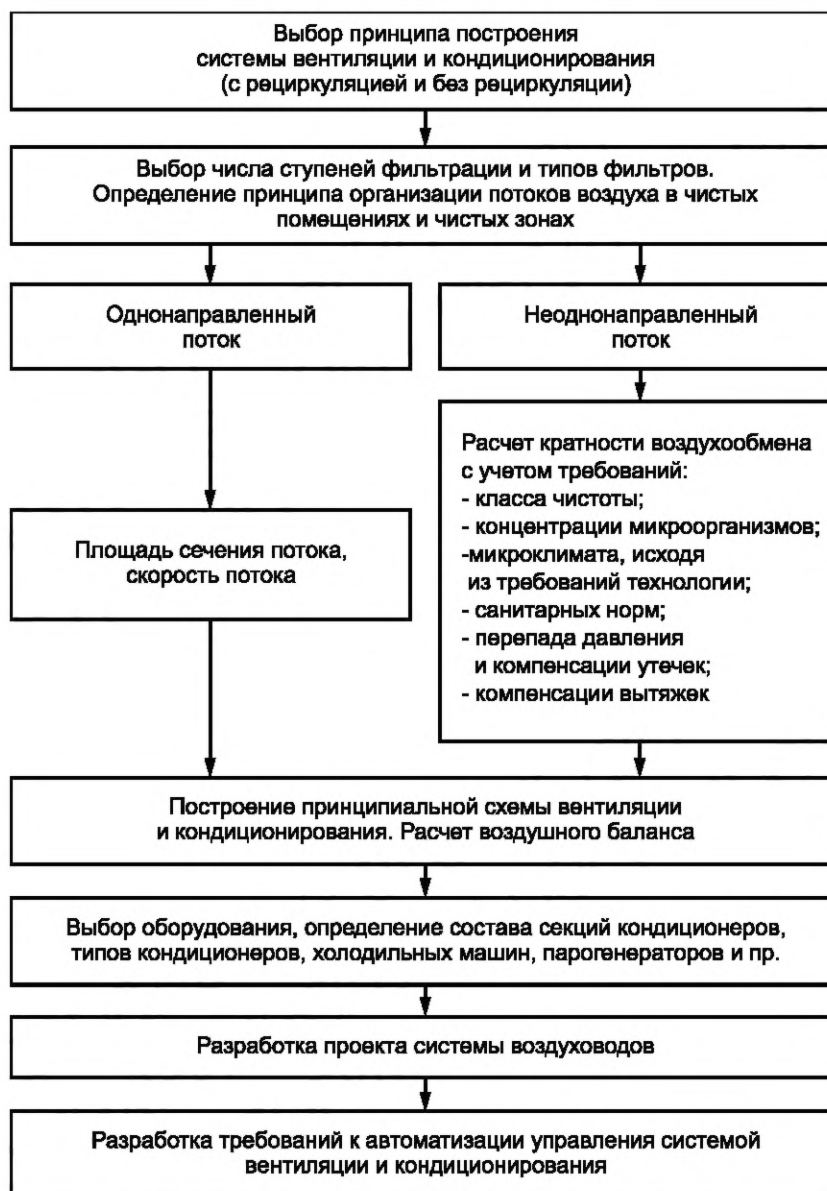 Выбор принципа построения
системы вентиляции и кондиционирования
(с рециркуляцией и без рециркуляции)
Выбор числа ступеней фильтрации и типов фильтров.
Определение принципа организации потоков воздуха в чистых
помещениях и чистых зонах
Однонаправленный
поток
Неоднонаправленный
поток
Площадь сечения потока,
скорость потока
Расчет кратности воздухообмена
с учетом требований:
- класса чистоты;
- концентрации микроорганизмов;
-микроклимата, исходя
из требований технологии;
- санитарных норм;
- перепада давления
и компенсации утечек;
- компенсации вытяжек
Построение принципиальной схемы вентиляции
и кондиционирования. Расчет воздушного баланса
Выбор оборудования, определение состава секций кондиционеров,
типов кондиционеров, холодильных машин, парогенераторов и пр.
Разработка проекта системы воздуховодов
Разработка требований к автоматизации управления системой
вентиляции и кондиционирования